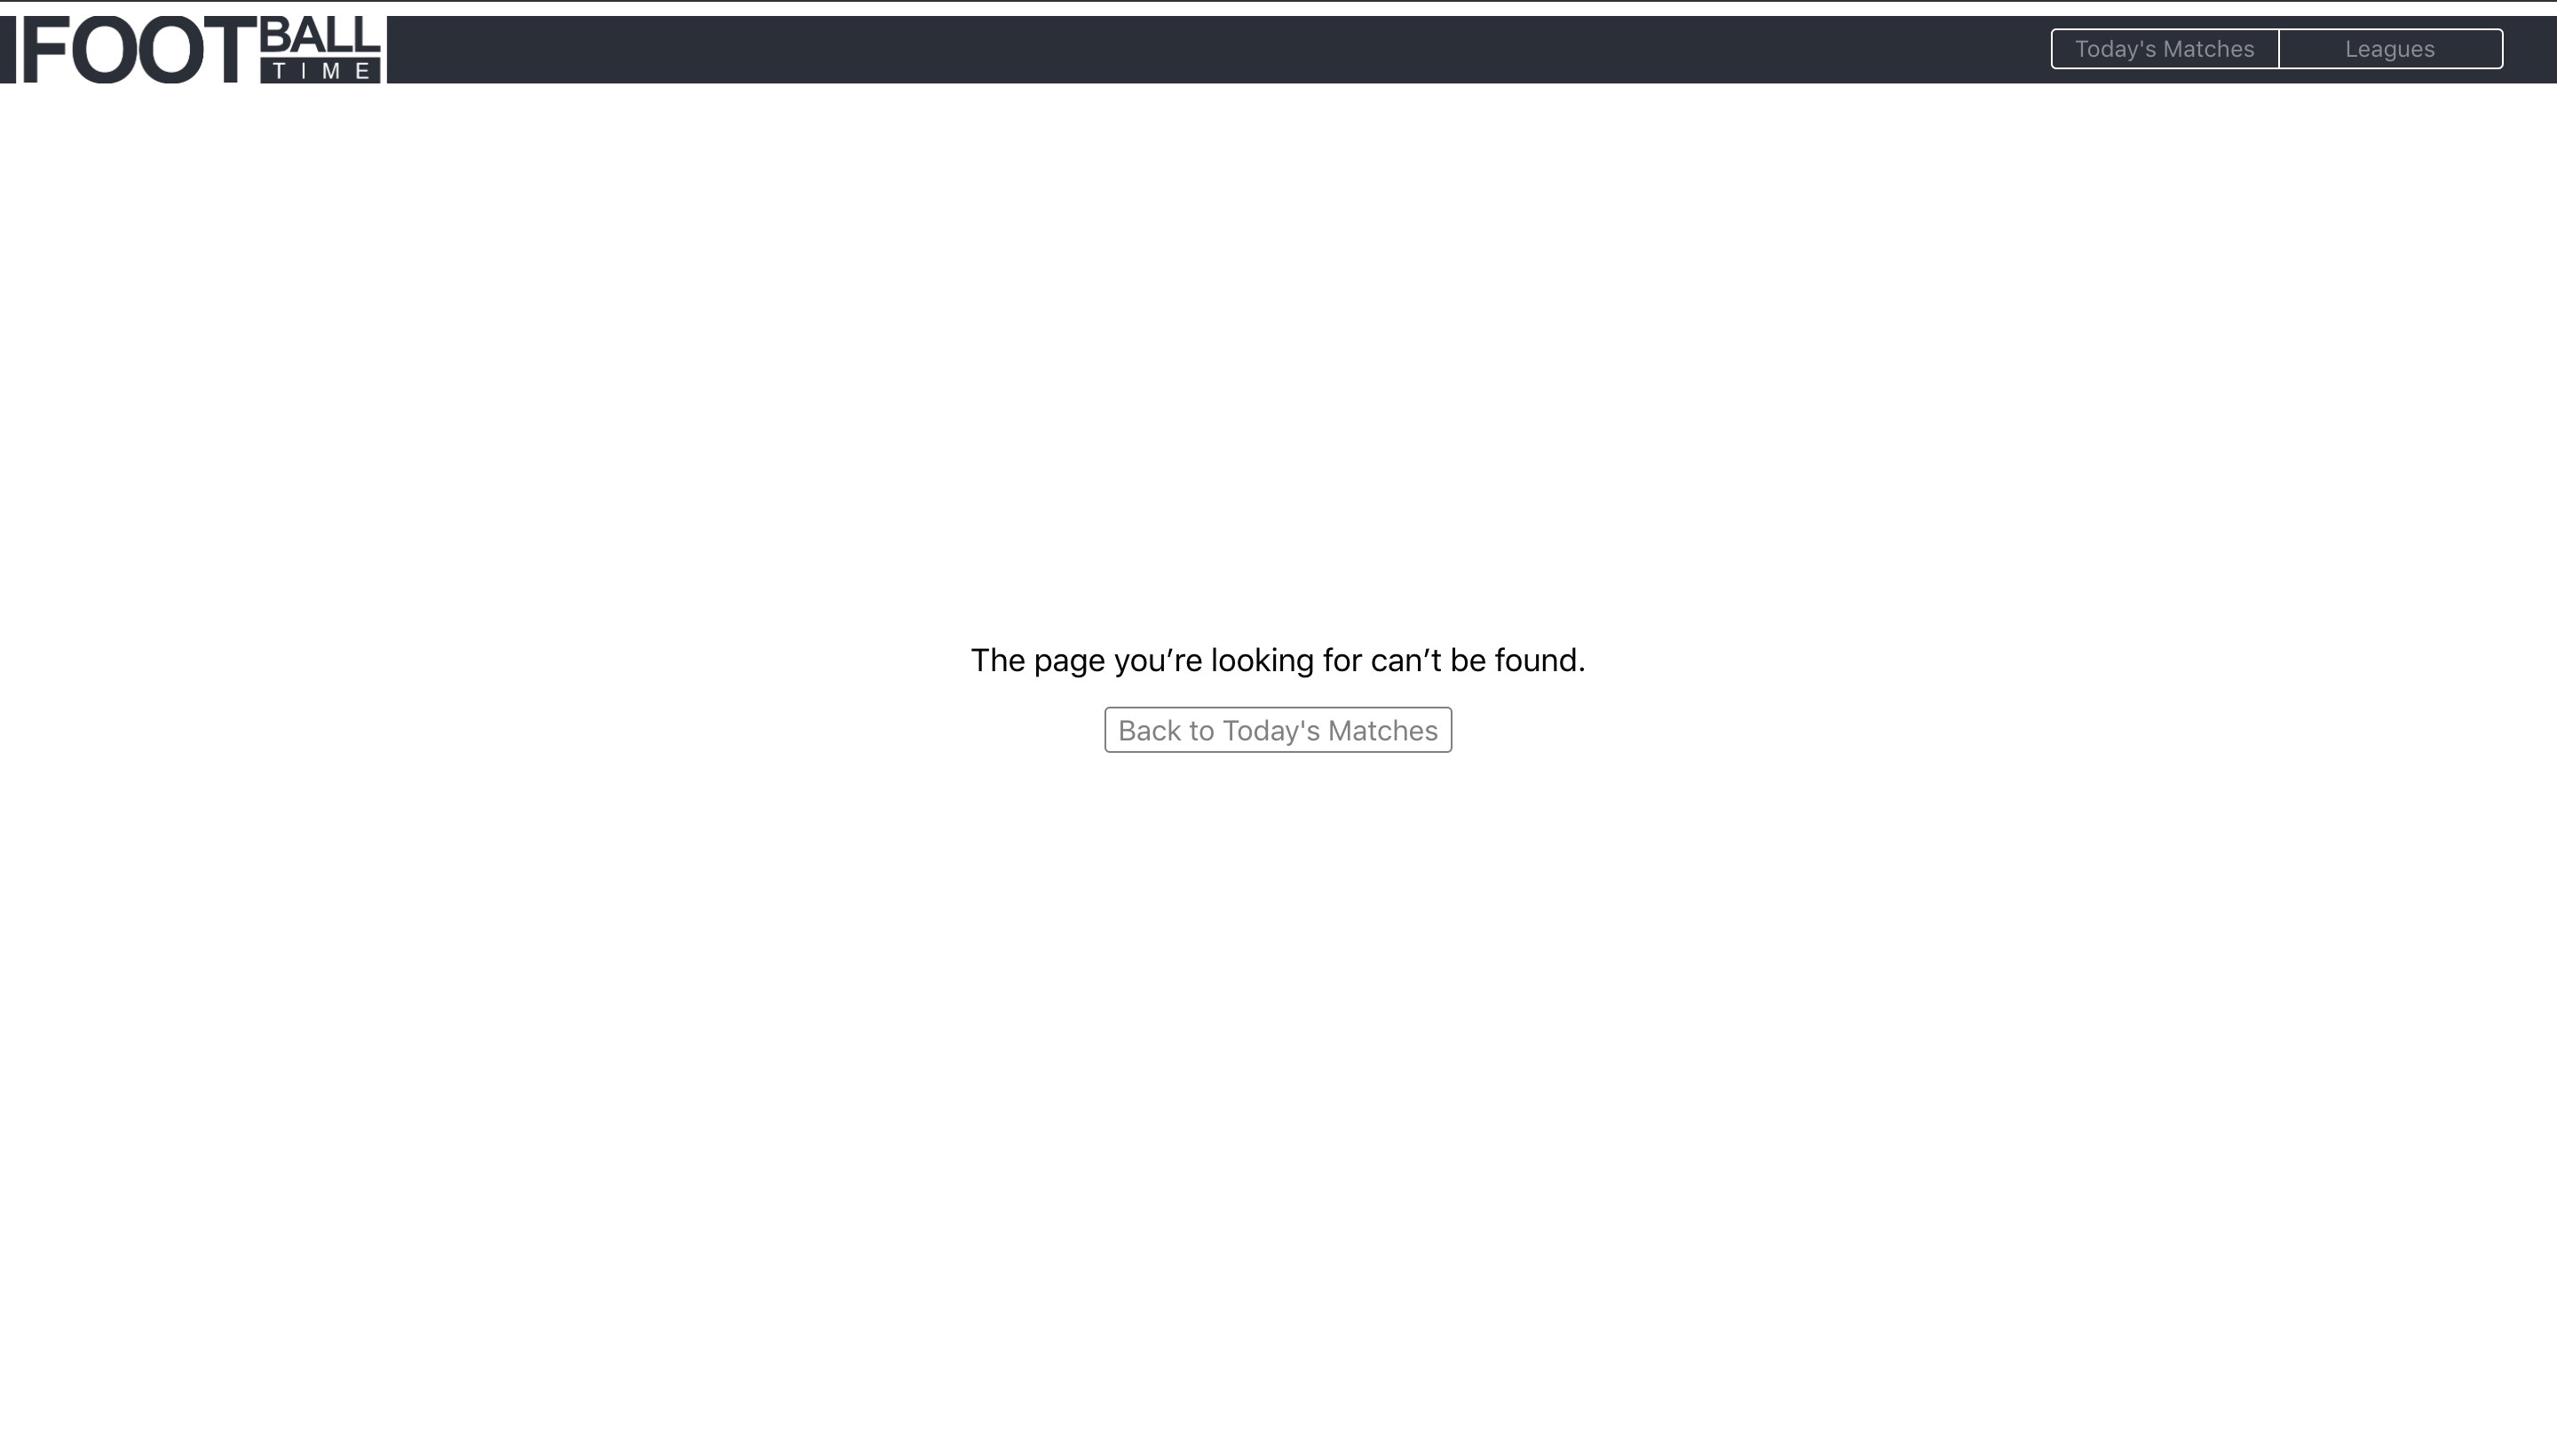 FOOTBALL
TIME
Today's Matches
Leagues
The page you’re looking for can’t be found.
Back to Today's Matches